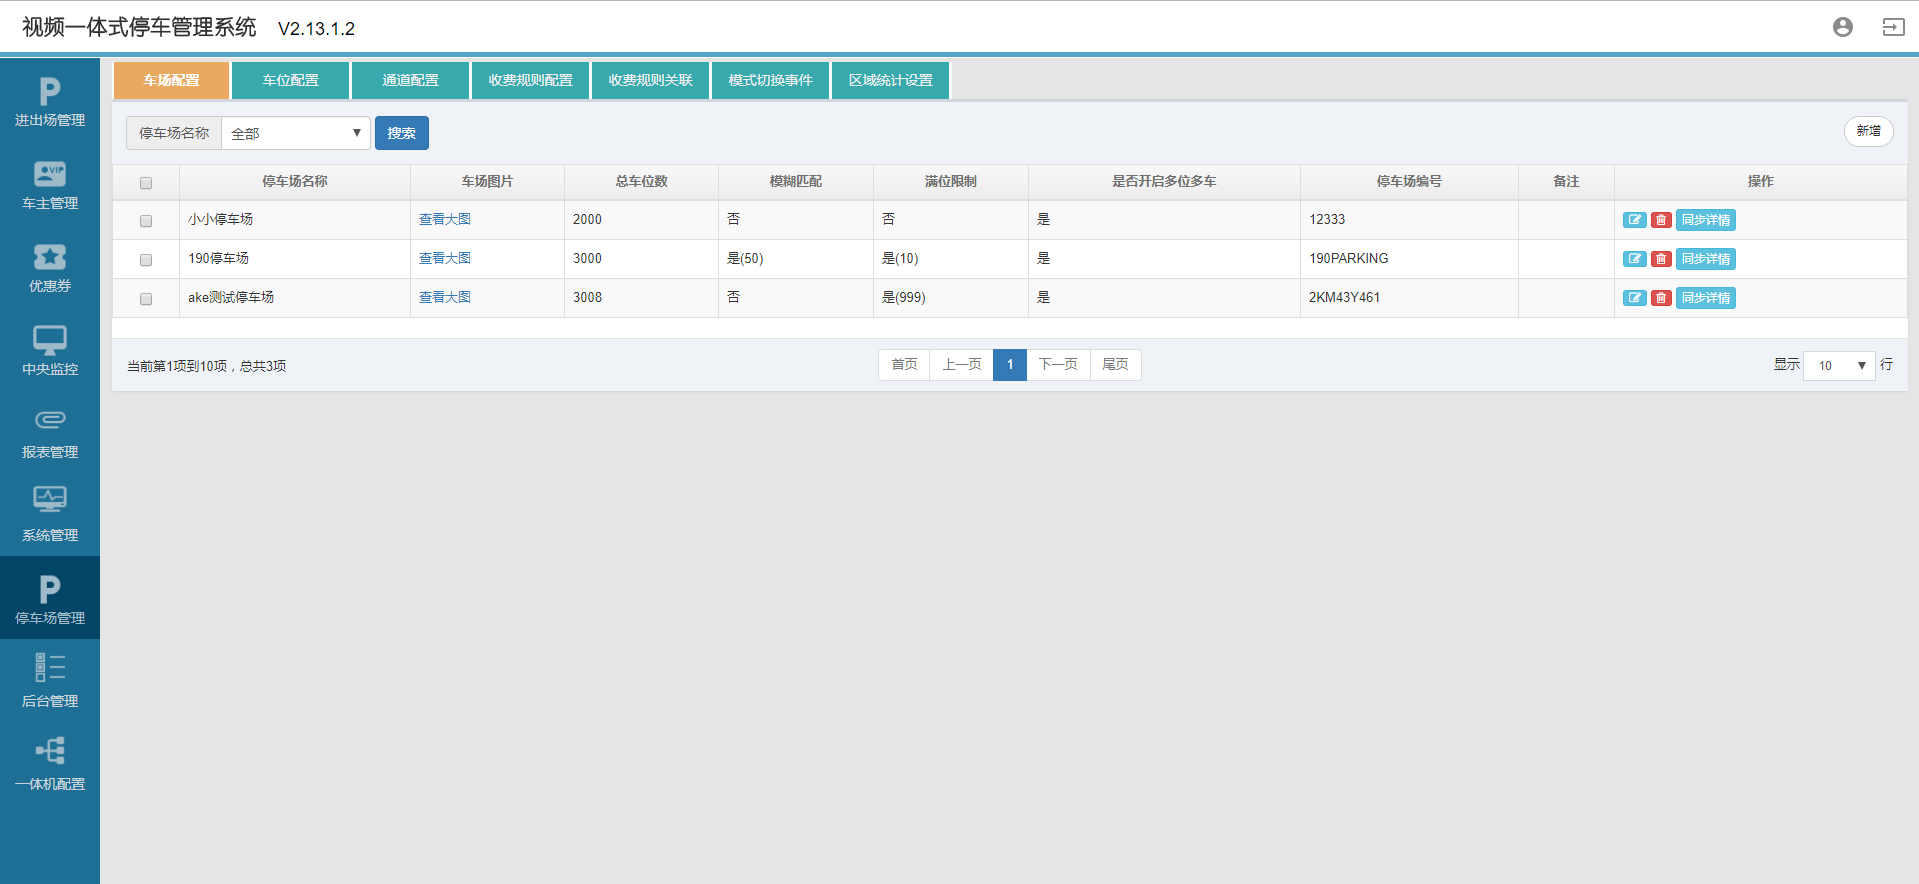 视频一体式停车管理系统 V2.13.1.2
进出场管理
VIP
车主管理
优惠券
中央监控
报表管理
系统管理
停车场管理
后台管理
一体机配置
车场配置 车位配置 通道配置 收费规则配置 收费规则关联 模式切换事件 区域统计设置
停车场名称 全部 搜索 新增
停车场名称 车场图片 总车位数 模糊匹配 满位限制 是否开启多位多车 停车场编号 备注 操作
小小停车场 查看大图 2000 否 否 是 12333 同步详情
190停车场 查看大图 3000 是(50) 是(10) 是 190PARKING 同步详情
ake测试停车场 查看大图 3008 否 是(999) 是 2KM43Y461 同步详情
当前第1项到10项，总共3项 首页 上一页 1 下一页 尾页 显示 10 行